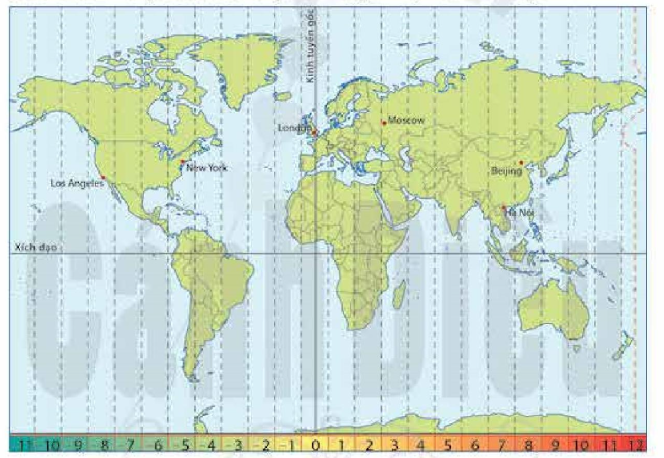 Kinh tuyến gốc
London
Moscow
New York
Beijing
Los Angeles
Hà Nội
Xích đạo
Cánh Diều
-11 -10 -9 -8 -7 -6 -5 -4 -3 -2 -1 0 1 2 3 4 5 6 7 8 9 10 11 12